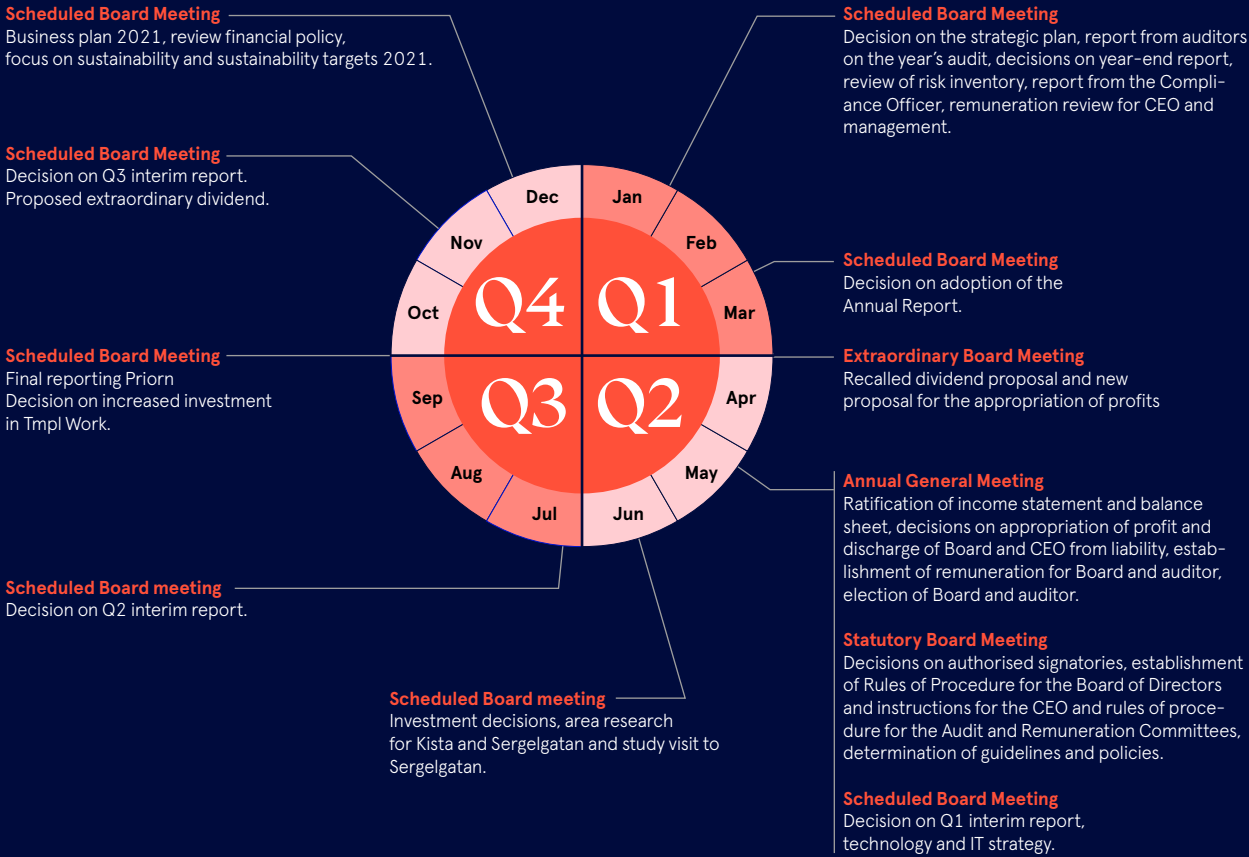 Scheduled Board Meeting
Business plan 2021, review financial policy,
focus on sustainability and sustainability targets 2021.
Scheduled Board Meeting
Decision on Q3 interim report.
Proposed extraordinary dividend.
Scheduled Board Meeting
Final reporting Priorn
Decision on increased investment
in Tmpl Work.
Scheduled Board meeting
Decision on Q2 interim report.
Scheduled Board meeting
Investment decisions, area research
for Kista and Sergelgatan and study visit to
Sergelgatan.
Dec
Jan
Nov
Feb
Oct
Mar
Q4
Q1
Sep
Apr
Q3
Q2
Aug
May
Jul
Jun
Scheduled Board Meeting
Decision on the strategic plan, report from auditors
on the year's audit, decisions on year-end report,
review of risk inventory, report from the Compli-
ance Officer, remuneration review for CEO and
management.
Scheduled Board Meeting
Decision on adoption of the
Annual Report.
Extraordinary Board Meeting
Recalled dividend proposal and new
proposal for the appropriation of profits
Annual General Meeting
Ratification of income statement and balance
sheet, decisions on appropriation of profit and
discharge of Board and CEO from liability, estab-
lishment of remuneration for Board and auditor,
election of Board and auditor.
Statutory Board Meeting
Decisions on authorised signatories, establishment
of Rules of Procedure for the Board of Directors
and instructions for the CEO and rules of proce-
dure for the Audit and Remuneration Committees,
determination of guidelines and policies.
Scheduled Board Meeting
Decision on Q1 interim report,
technology and IT strategy.